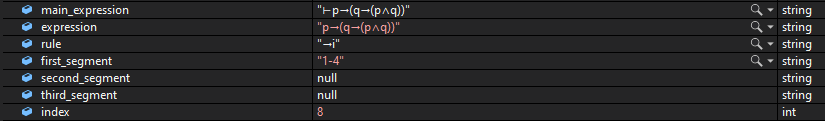 main_expression "⊢p→(q→(p∧q))" string
expression "p→(q→(p∧q))" string
rule "→i" string
first_segment "1-4" string
second_segment null string
third_segment null string
index 8 int